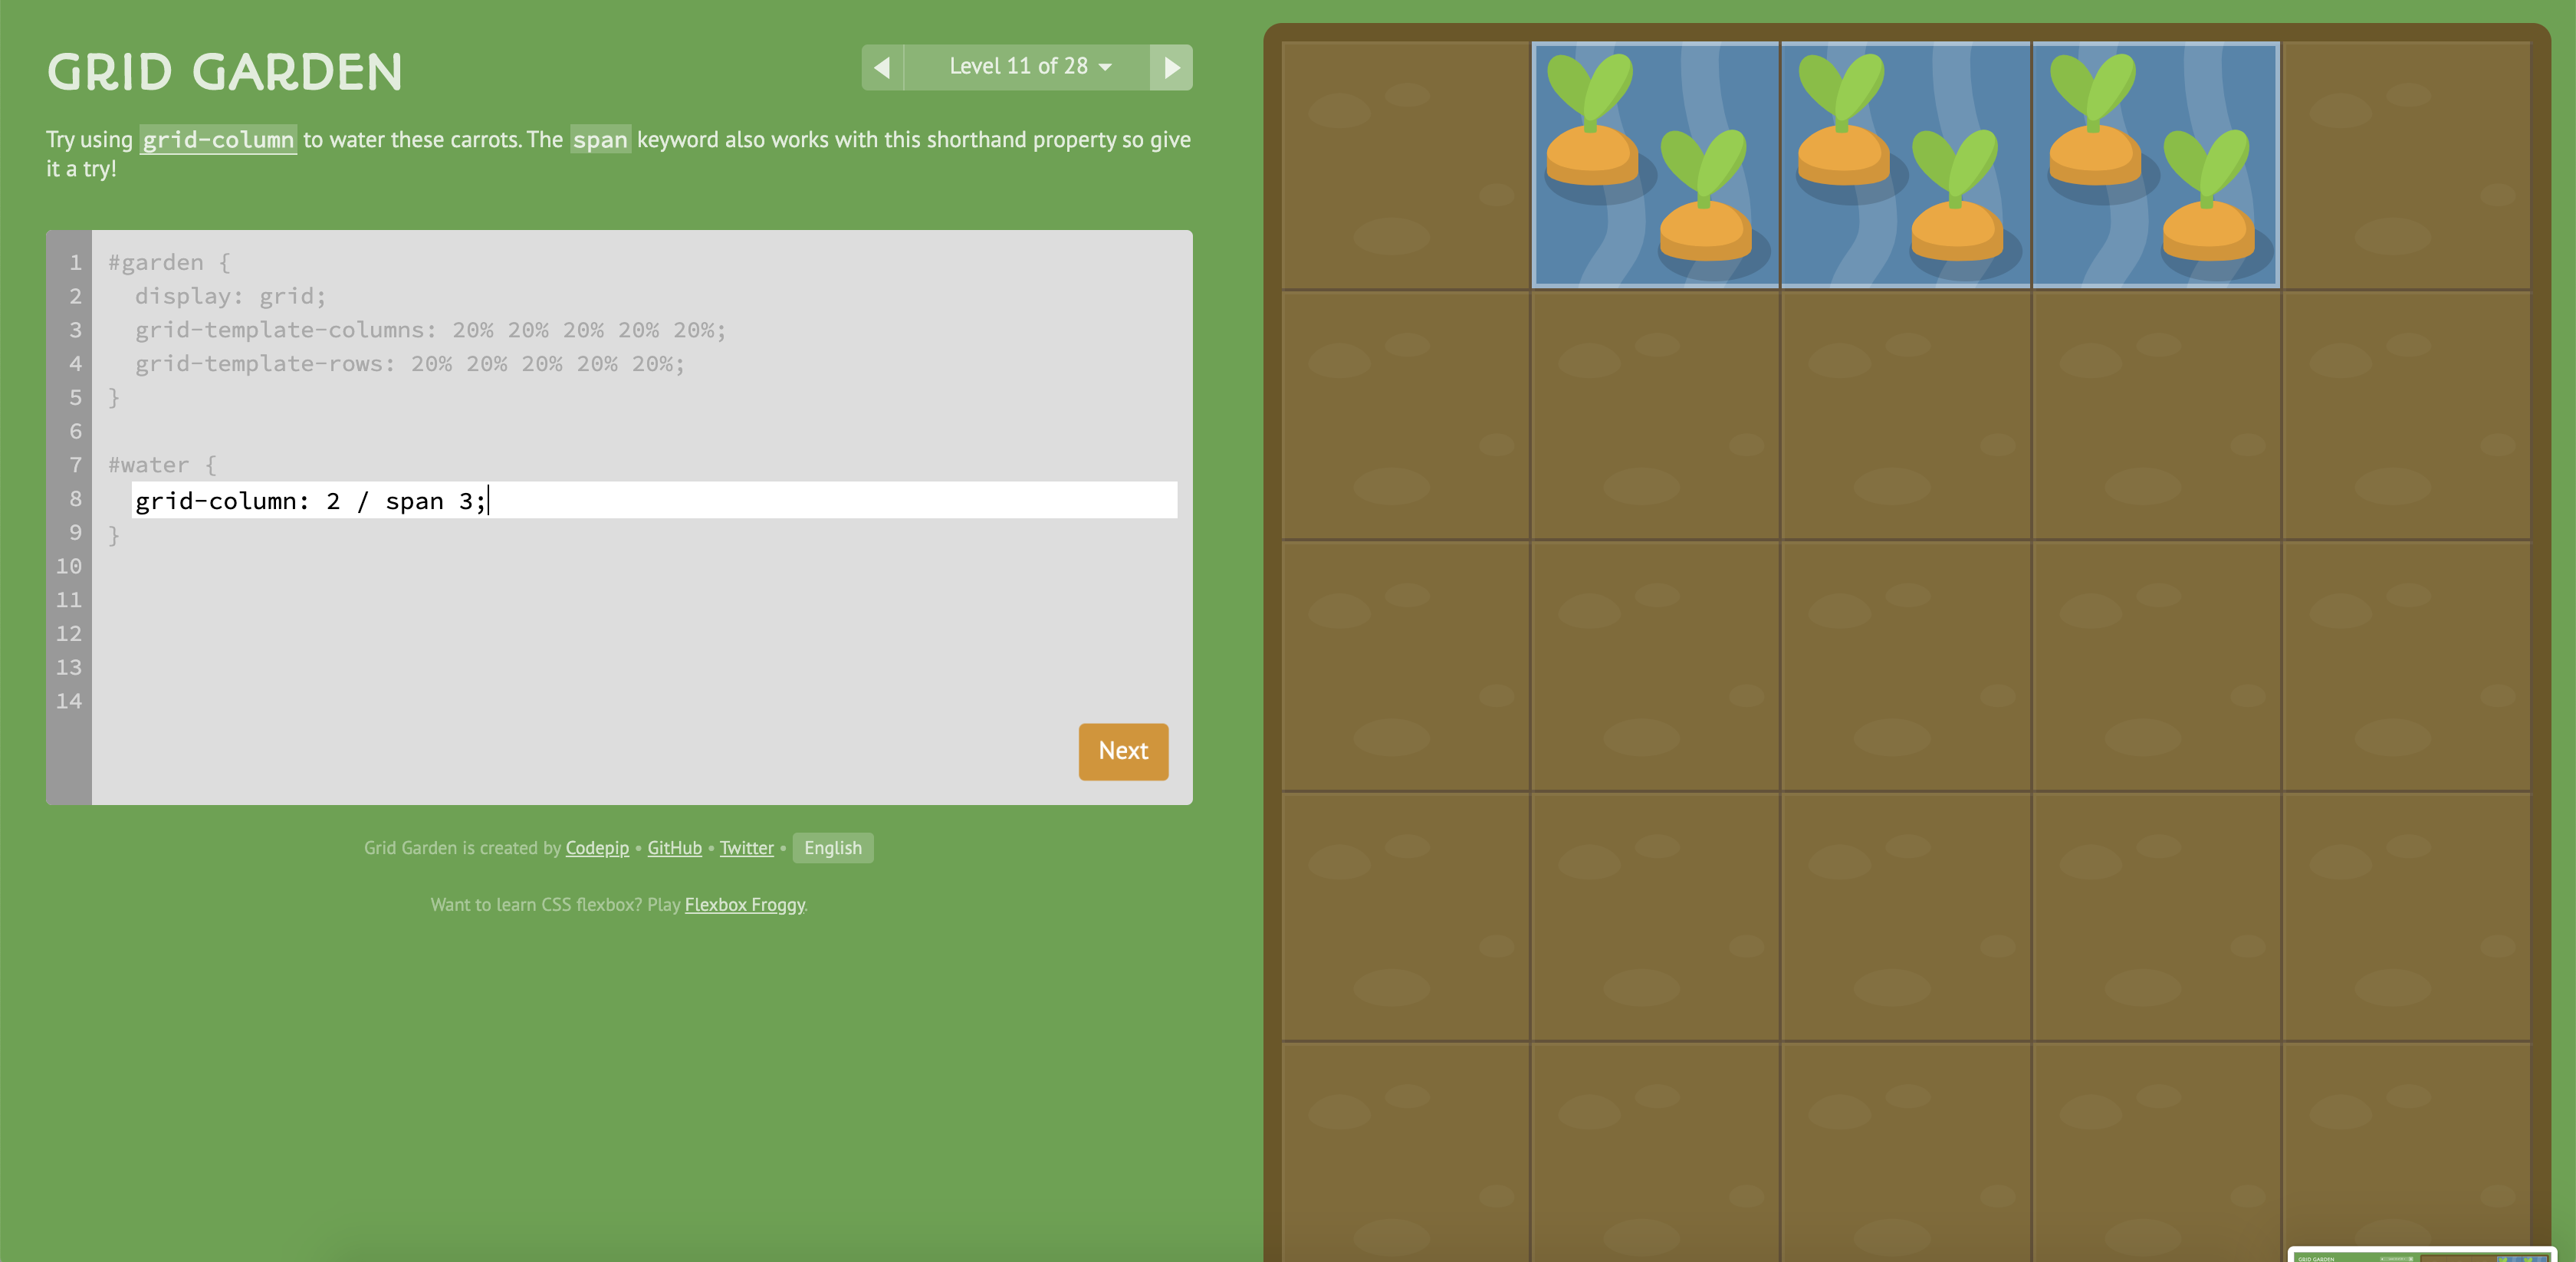 GRID GARDEN
Level 11 of 28
Try using grid-column to water these carrots. The span keyword also works with this shorthand property so give
it a try!
1 #garden {
2 display: grid;
3 grid-template-columns: 20% 20% 20% 20% 20%;
4 grid-template-rows: 20% 20% 20% 20% 20%;
5 }
6
7 #water {
8 grid-column: 2 / span 3;
9 }
10
11
12
13
14
Next
Grid Garden is created by Codepip • GitHub • Twitter • English
Want to learn CSS flexbox? Play Flexbox Froggy.
GRID GARDEN